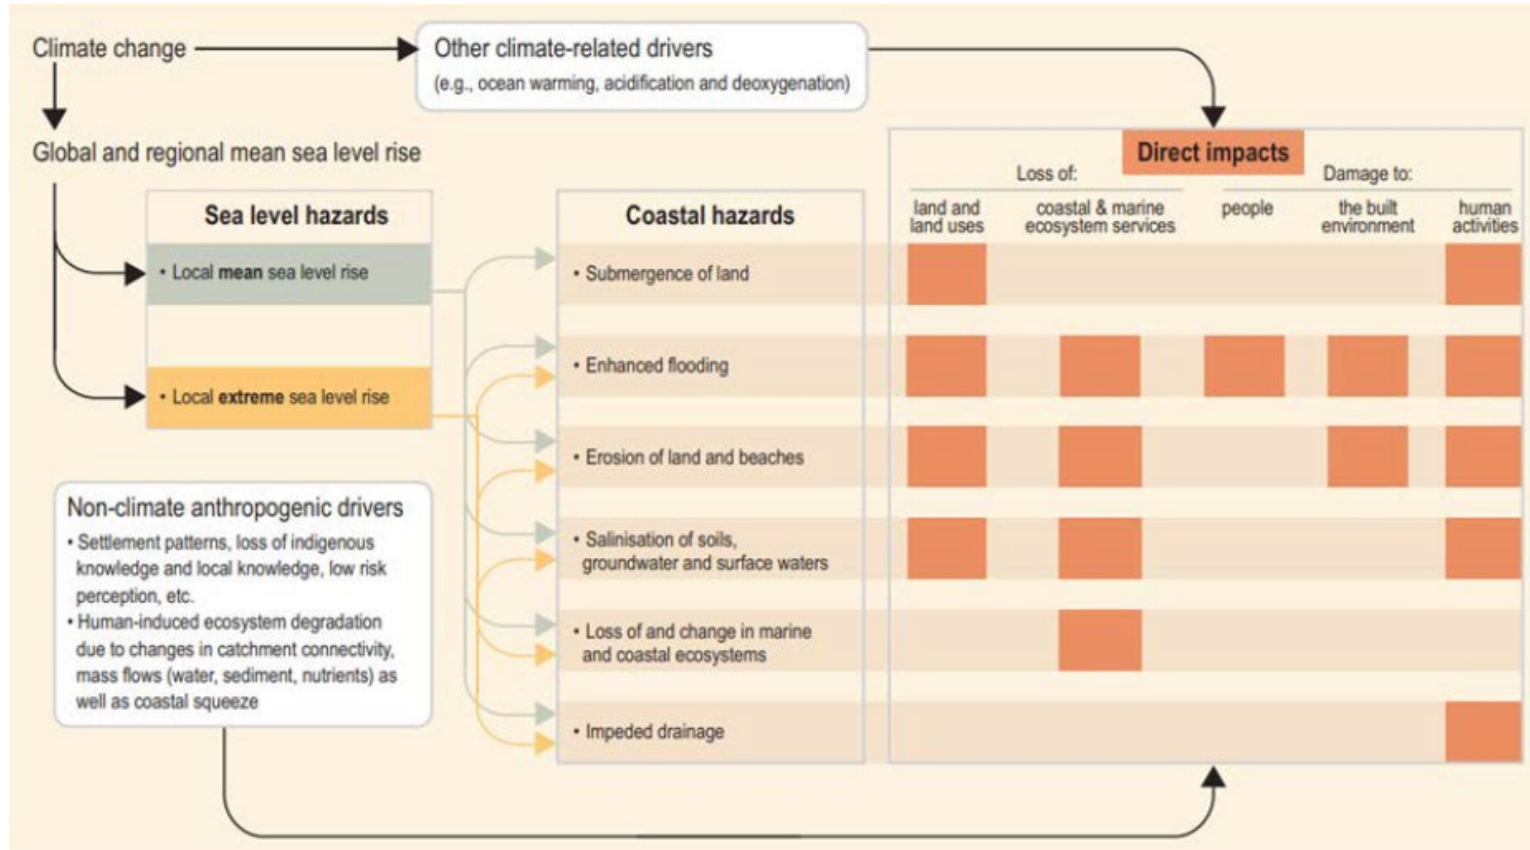 Climate change
Other climate-related drivers
(e.g., ocean warming, acidification and deoxygenation)
Global and regional mean sea level rise
Direct impacts
Loss of:
Damage to:
land and
land uses
coastal & marine
ecosystem services
people
the built
environment
human
activities
Sea level hazards
• Local mean sea level rise
• Local extreme sea level rise
Coastal hazards
• Submergence of land
• Enhanced flooding
• Erosion of land and beaches
• Salinisation of soils,
groundwater and surface waters
• Loss of and change in marine
and coastal ecosystems
• Impeded drainage
Non-climate anthropogenic drivers
• Settlement patterns, loss of indigenous
knowledge and local knowledge, low risk
perception, etc.
• Human-induced ecosystem degradation
due to changes in catchment connectivity,
mass flows (water, sediment, nutrients) as
well as coastal squeeze